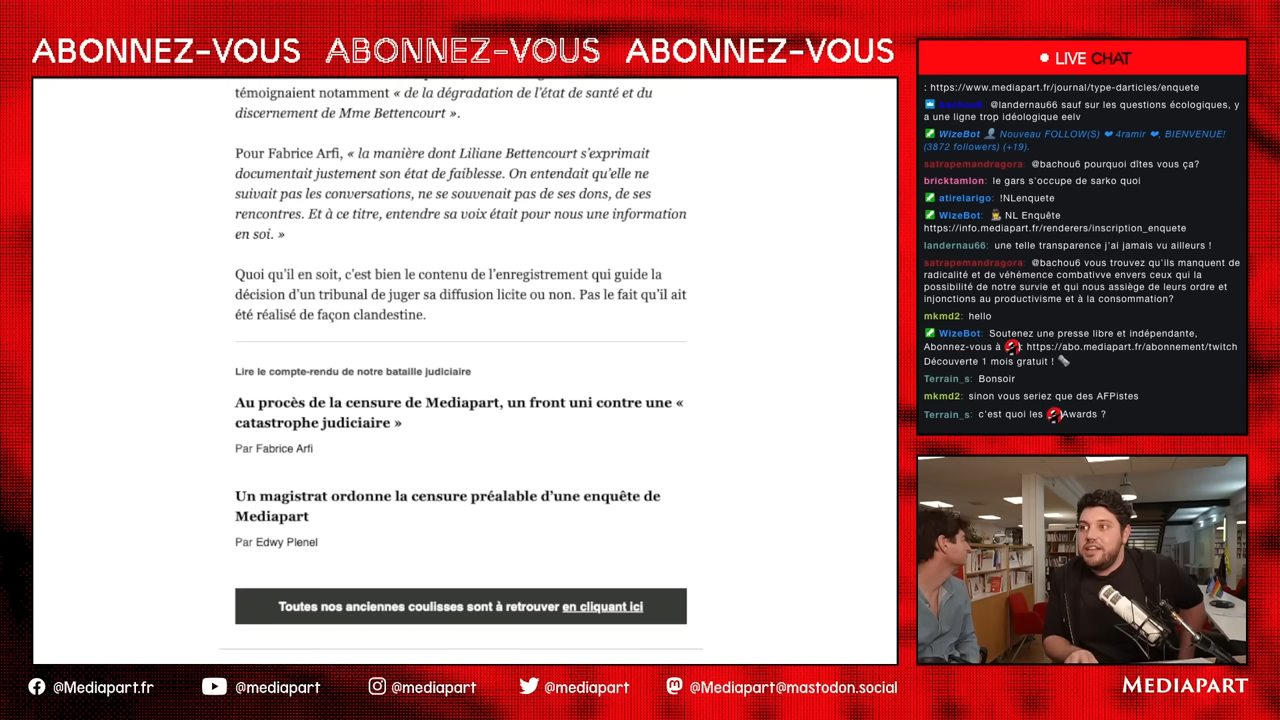 ABONNEZ-VOUS ABONNEZ-VOUS ABONNEZ-VOUS
témoignaient notamment « de la dégradation de l'état de santé et du
discernement de Mme Bettencourt ».
Pour Fabrice Arfi, « la manière dont Liliane Bettencourt s'exprimait
documentait justement son état de faiblesse. On entendait qu'elle ne
suivait pas les conversations, ne se souvenait pas de ses dons, de ses
rencontres. Et à ce titre, entendre sa voix était pour nous une information
en soi. »
Quoi qu'il en soit, c'est bien le contenu de l'enregistrement qui guide la
décision d'un tribunal de juger sa diffusion licite ou non. Pas le fait qu'il ait
été réalisé de façon clandestine.
Lire le compte-rendu de notre bataille judiciaire
Au procès de la censure de Mediapart, un front uni contre une «
catastrophe judiciaire »
Par Fabrice Arfi
Un magistrat ordonne la censure préalable d'une enquête de
Mediapart
Par Edwy Plenel
Toutes nos anciennes coulisses sont à retrouver en cliquant ici
LIVE CHAT
: https://www.mediapart.fr/journal/type-darticles/enquete
@landernau66 sauf sur les questions écologiques, y
a une ligne trop idéologique eelv
WizeBot Nouveau FOLLOW(S) ❤ 4ramir ❤, BIENVENUE!
(3872 followers) (+19).
satrapemandragora: @bachou6 pourquoi dîtes vous ça?
bricktamlon: le gars s'occupe de sarko quoi
atirelarigo: !NLenquete
WizeBot: NL Enquête
https://info.mediapart.fr/renderers/inscription_enquete
landernau66: une telle transparence j'ai jamais vu ailleurs !
satrapemandragora: @bachou6 vous trouvez qu'ils manquent de
radicalité et de véhémence combativve envers ceux qui la
possibilité de notre survie et qui nous assiège de leurs ordre et
injonctions au productivisme et à la consommation?
mkmd2: hello
WizeBot: Soutenez une presse libre et indépendante,
Abonnez-vous à : https://abo.mediapart.fr/abonnement/twitch
Découverte 1 mois gratuit !
Terrain_s: Bonsoir
mkmd2: sinon vous seriez que des AFPistes
Terrain_s: c'est quoi les Awards ?
@Mediapart.fr @mediapart @mediapart @mediapart @Mediapart@mastodon.social
MEDIAPART